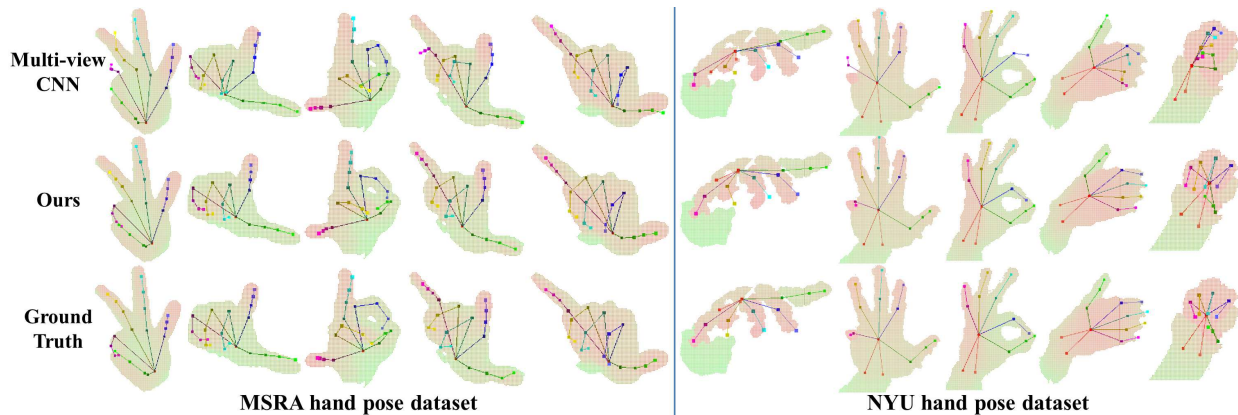 Multi-view
CNN
Ours
Ground
Truth
MSRA hand pose dataset
NYU hand pose dataset